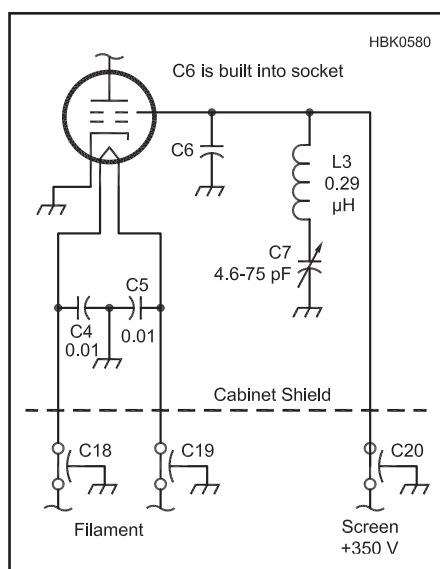 HBK0580
C6 is built into socket
C6
L3
0.29
µH
C7
4.6-75 pF
C5
0.01
C4
0.01
Cabinet Shield
C18
C19
C20
Filament
Screen
+350 V